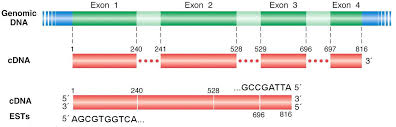 Exon 1 Exon 2 Exon 3 Exon 4
Genomic
DNA
1 240 241 528 529 696 697 816
cDNA 3´
...GCCGATTA 5´
1 240 528
cDNA 5´ 3´
3´ 5´
ESTs AGCGTGGTCA... 696 816